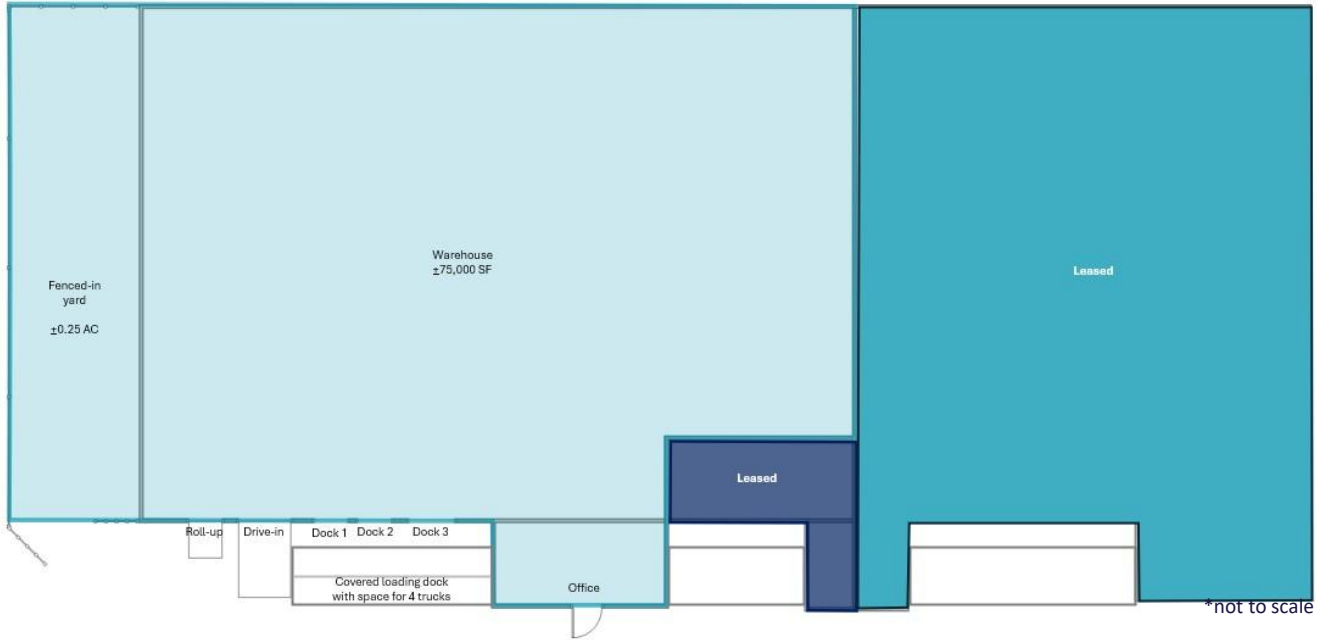 Fenced-in
yard
±0.25 AC
Warehouse
±75,000 SF
Leased
Leased
Roll-up
Drive-in
Dock 1
Dock 2
Dock 3
Covered loading dock
with space for 4 trucks
Office
*not to scale